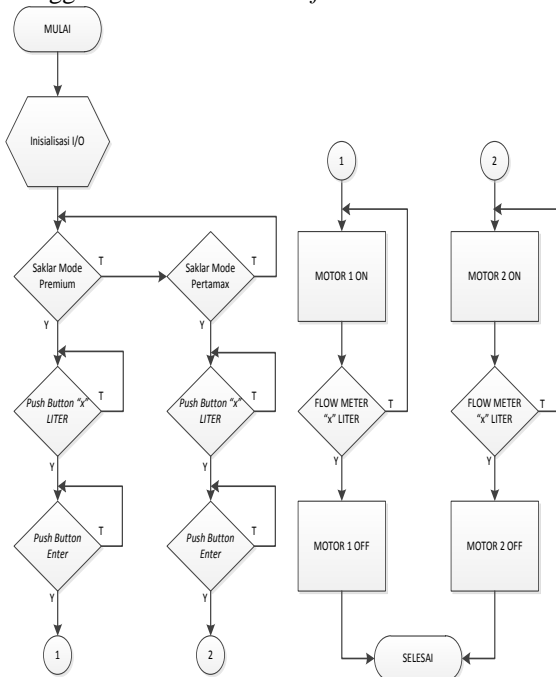 MULAI
Inisialisasi I/O
Saklar Mode
Premium
T
Y
Saklar Mode
Pertamax
T
Y
Push Button "x"
LITER
T
Y
Push Button "x"
LITER
T
Y
Push Button
Enter
T
Y
Push Button
Enter
T
Y
1
2
1
MOTOR 1 ON
FLOW METER
"x" LITER
T
Y
MOTOR 1 OFF
2
MOTOR 2 ON
FLOW METER
"x" LITER
T
Y
MOTOR 2 OFF
SELESAI